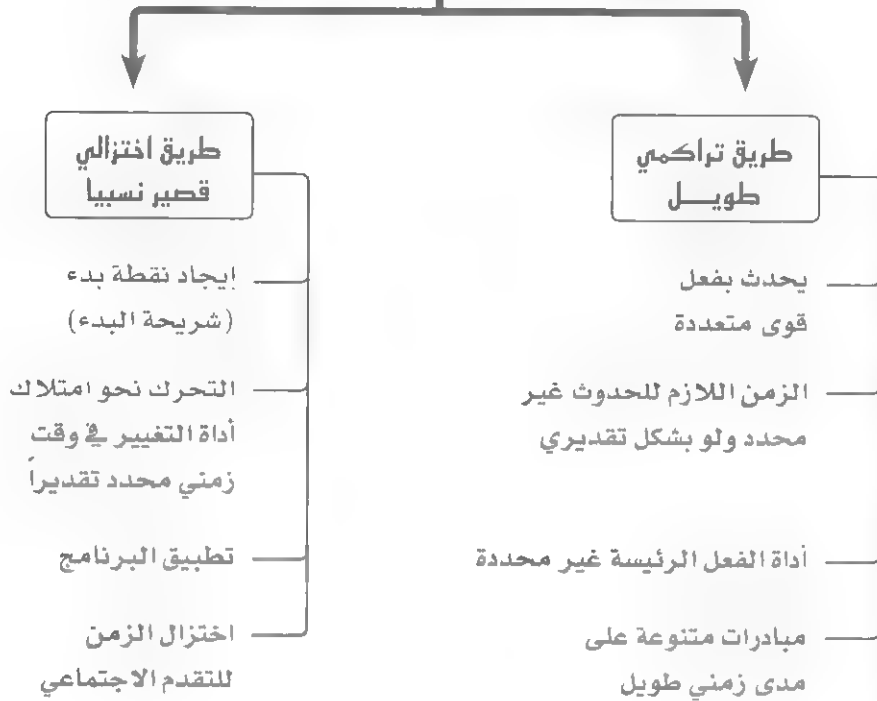 طريق تراكمي
طويــل
يحدث بفعل
قوى متعددة
الزمن اللازم للحدوث غير
محدد ولو بشكل تقديري
أداة الفعل الرئيسة غير محددة
مبادرات متنوعة على
مدى زمني طويل
طريق اختزالي
قصير نسبيا
إيجاد نقطة بدء
(شريحة البدء)
التحرك نحو امتلاك
أداة التغيير في وقت
زمني محدد تقديراً
تطبيق البرنامج
اختزال الزمن
للتقدم الاجتماعي